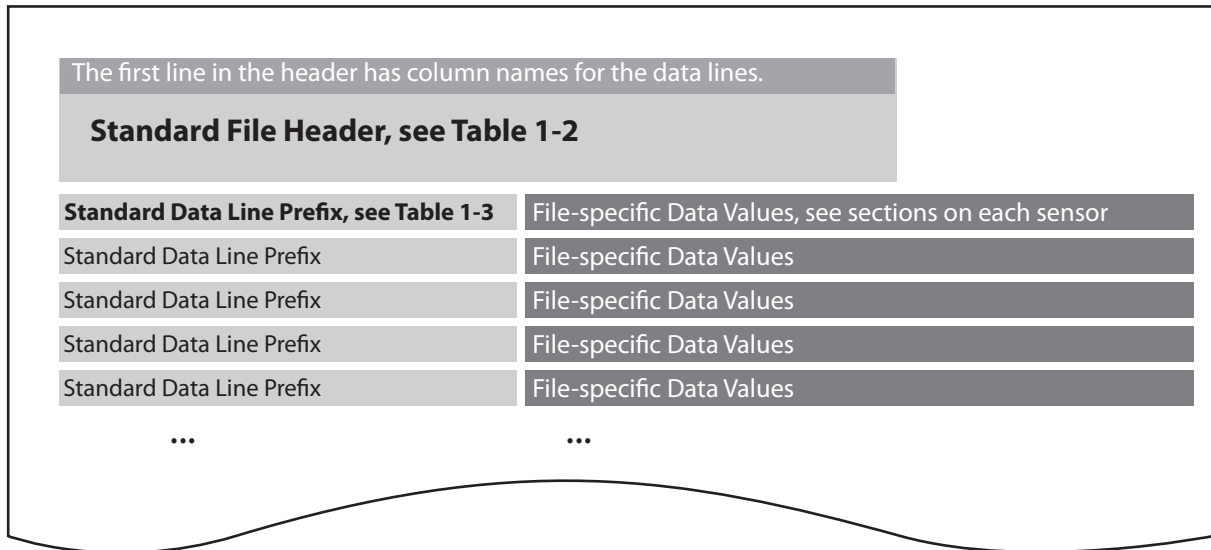 The first line in the header has column names for the data lines.
Standard File Header, see Table 1-2
Standard Data Line Prefix, see Table 1-3 File-specific Data Values, see sections on each sensor
Standard Data Line Prefix File-specific Data Values
Standard Data Line Prefix File-specific Data Values
Standard Data Line Prefix File-specific Data Values
Standard Data Line Prefix File-specific Data Values
... ...